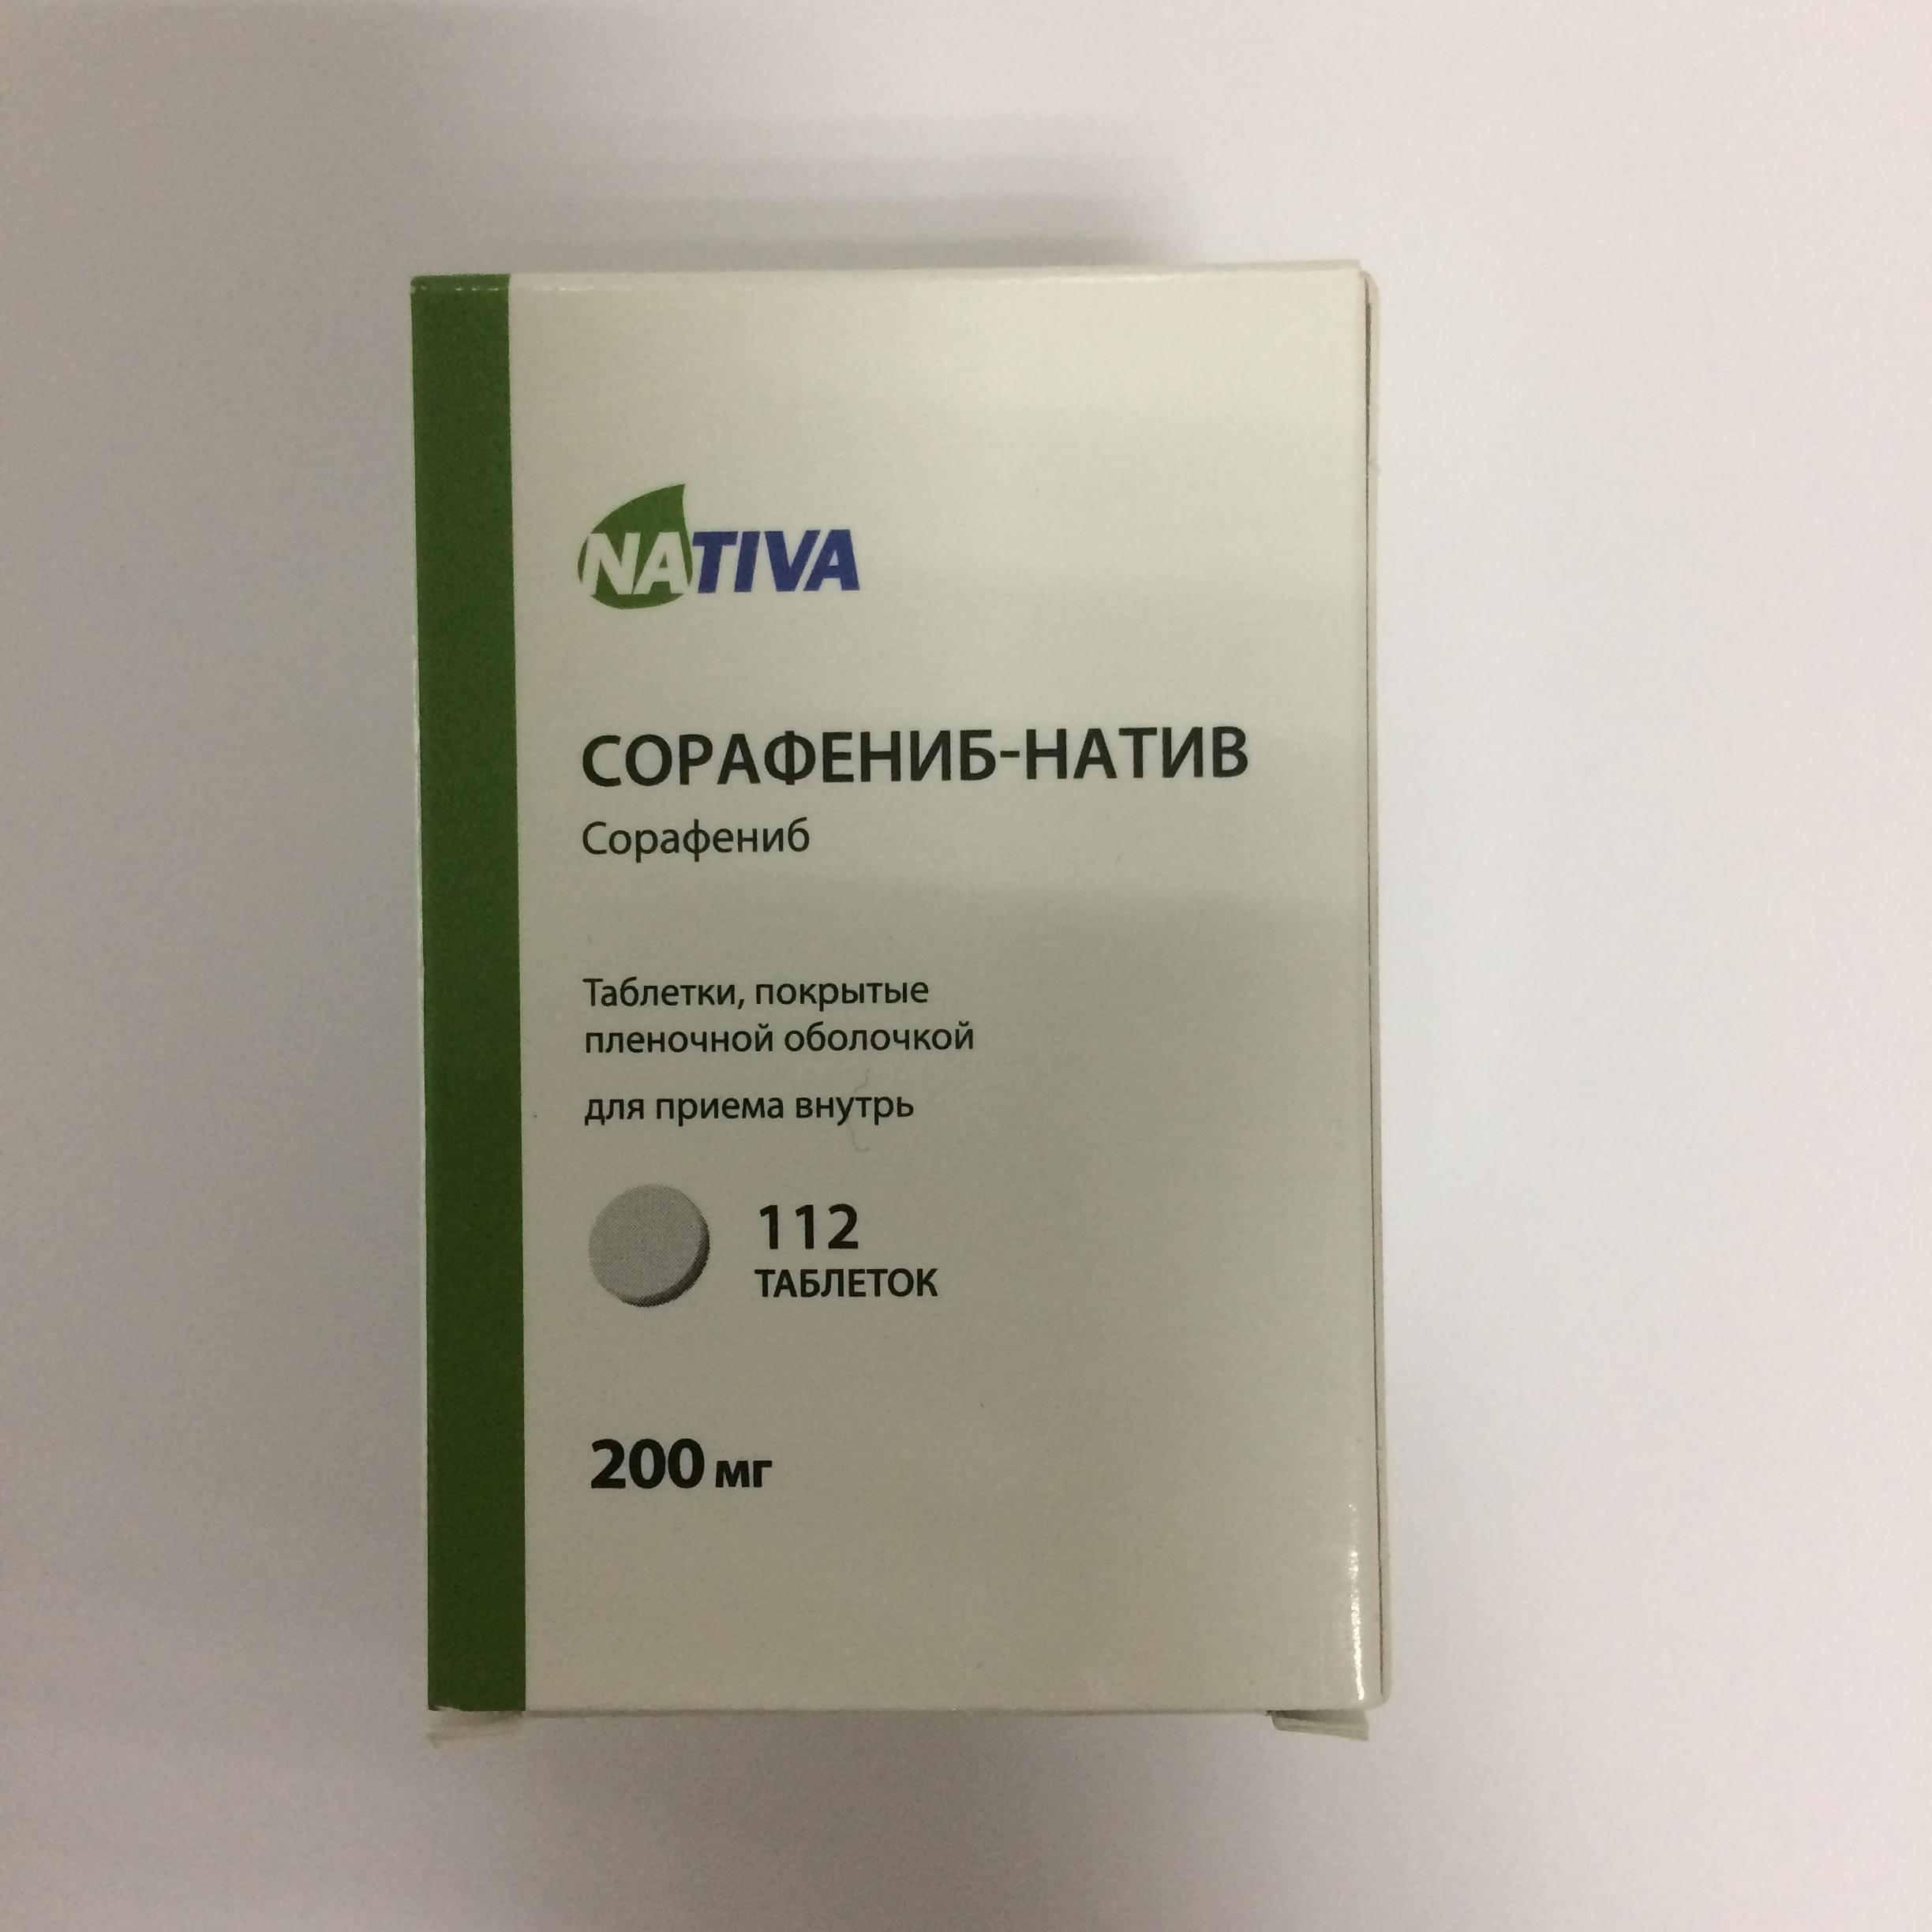 NATIVA
СОРАФЕНИБ-НАТИВ
Сорафениб
Таблетки, покрытые
пленочной оболочкой
для приема внутрь
112
ТАБЛЕТОК
200 мг